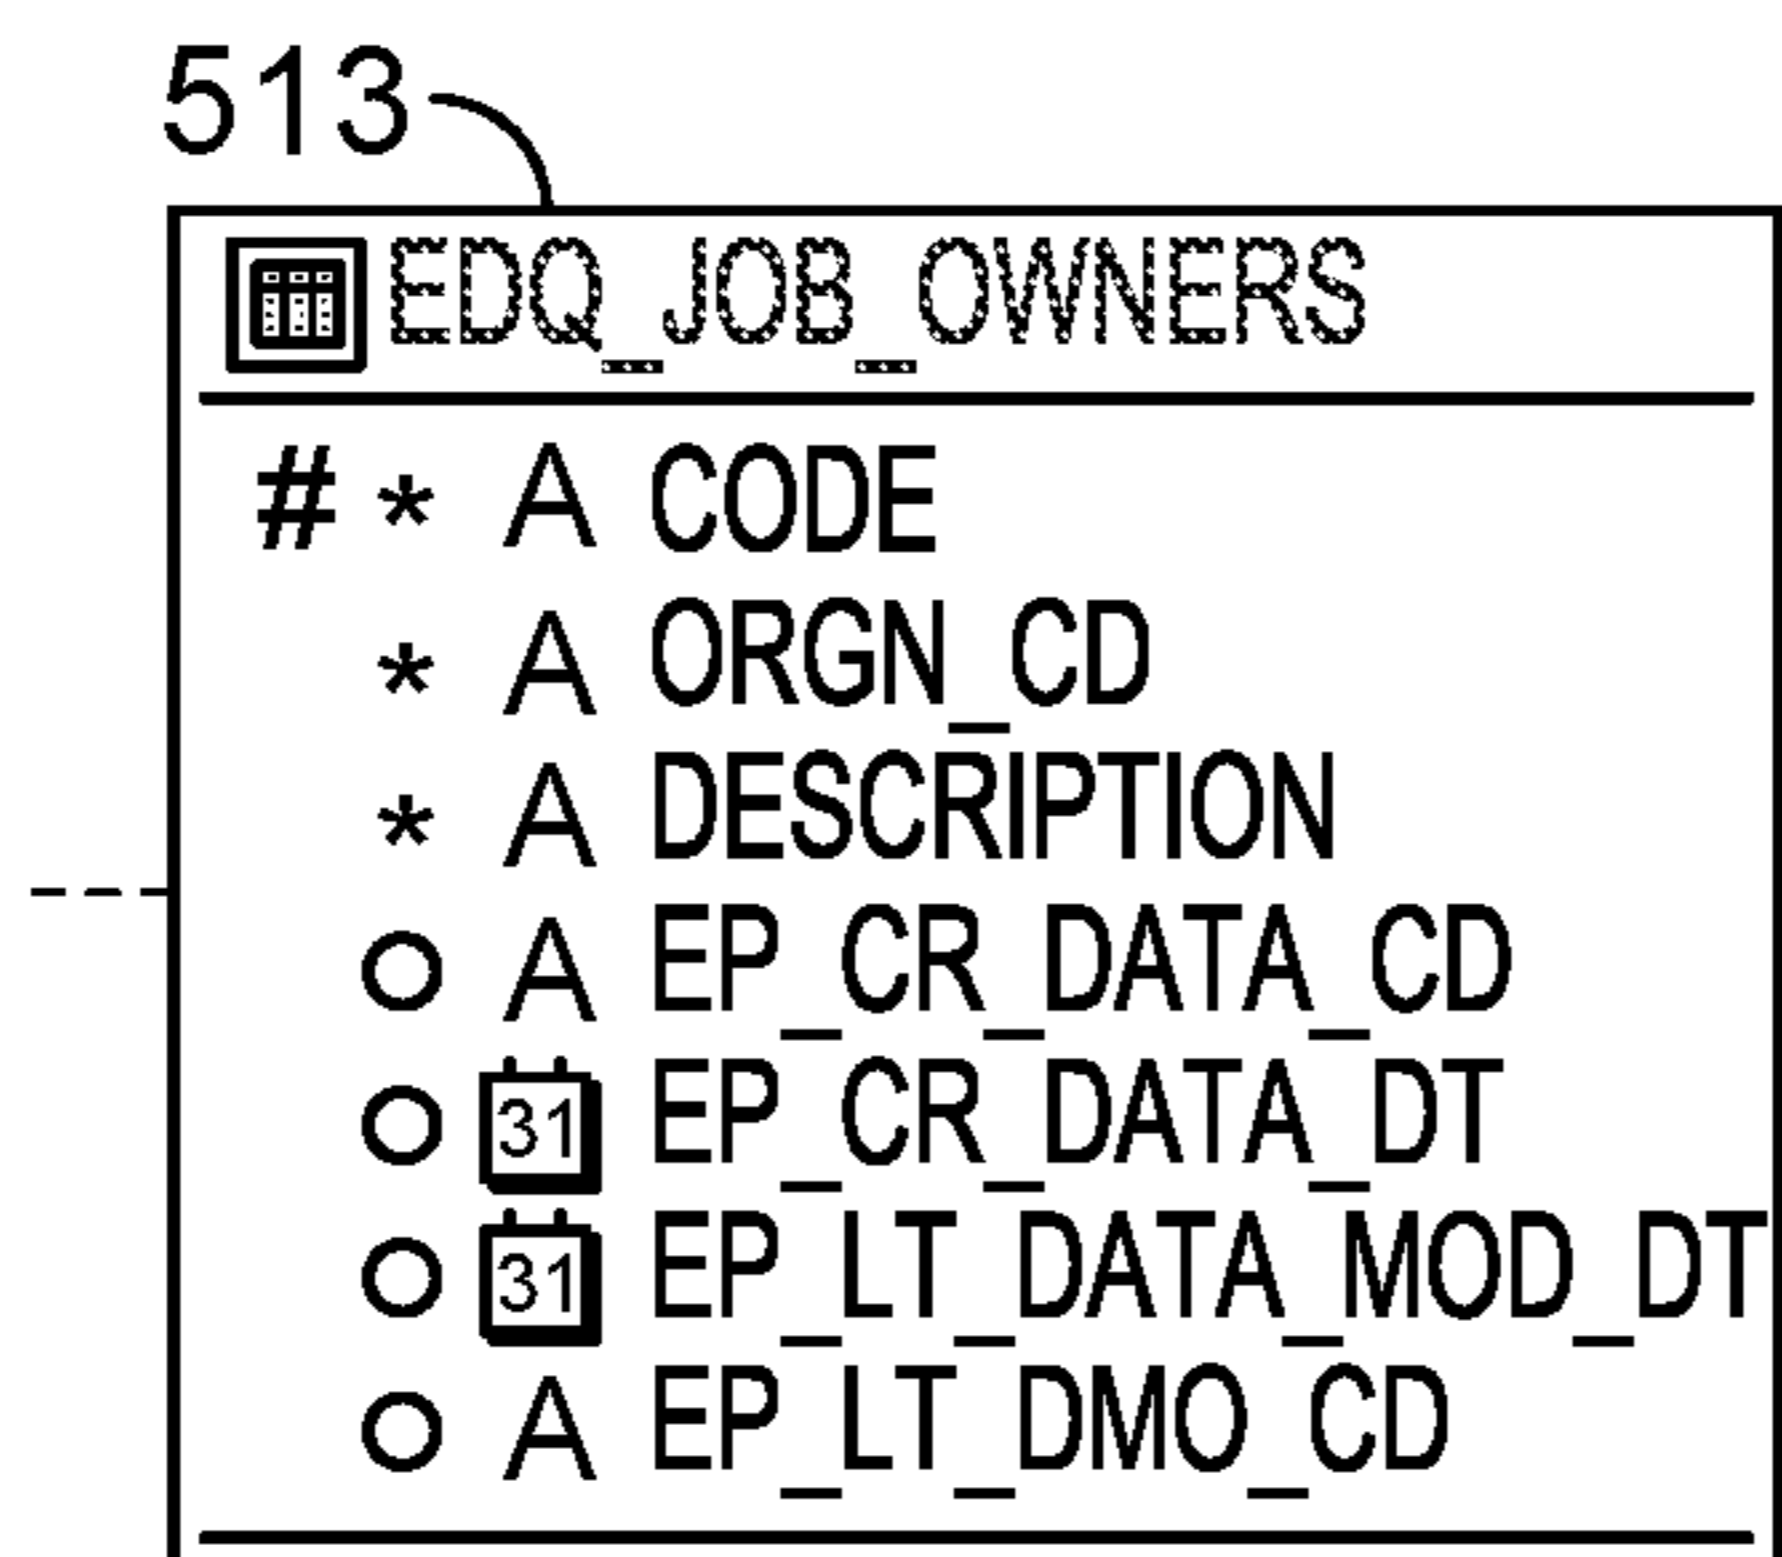 513
EDQ_JOB_OWNERS
# * A CODE
* A ORGN_CD
* A DESCRIPTION
O A EP_CR_DATA_CD
O 31 EP_CR_DATA_DT
O 31 EP_LT_DATA_MOD_DT
O A EP_LT_DMO_CD